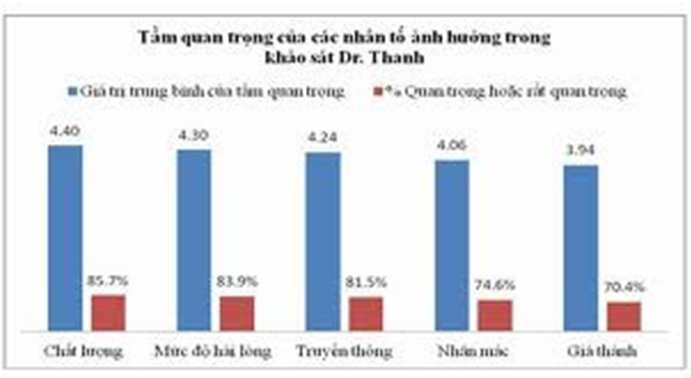 Tầm quan trọng của các nhân tố ảnh hưởng trong
khảo sát Dr. Thanh
Giá trị trung bình của tầm quan trọng
% Quan trọng hoặc rất quan trọng
4.40
4.30
4.24
4.06
3.94
85.7%
83.9%
81.5%
74.6%
70.4%
Chất lượng
Mức độ hài lòng
Truyền thông
Nhãn mác
Giá thành